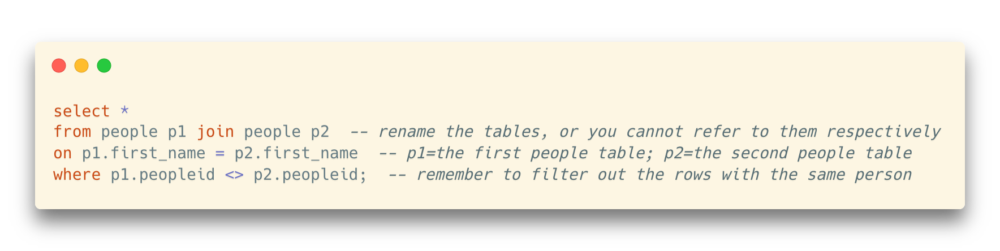 select *
from people p1 join people p2  -- rename the tables, or you cannot refer to them respectively
on p1.first_name = p2.first_name  -- p1=the first people table; p2=the second people table
where p1.peopleid <> p2.peopleid;  -- remember to filter out the rows with the same person